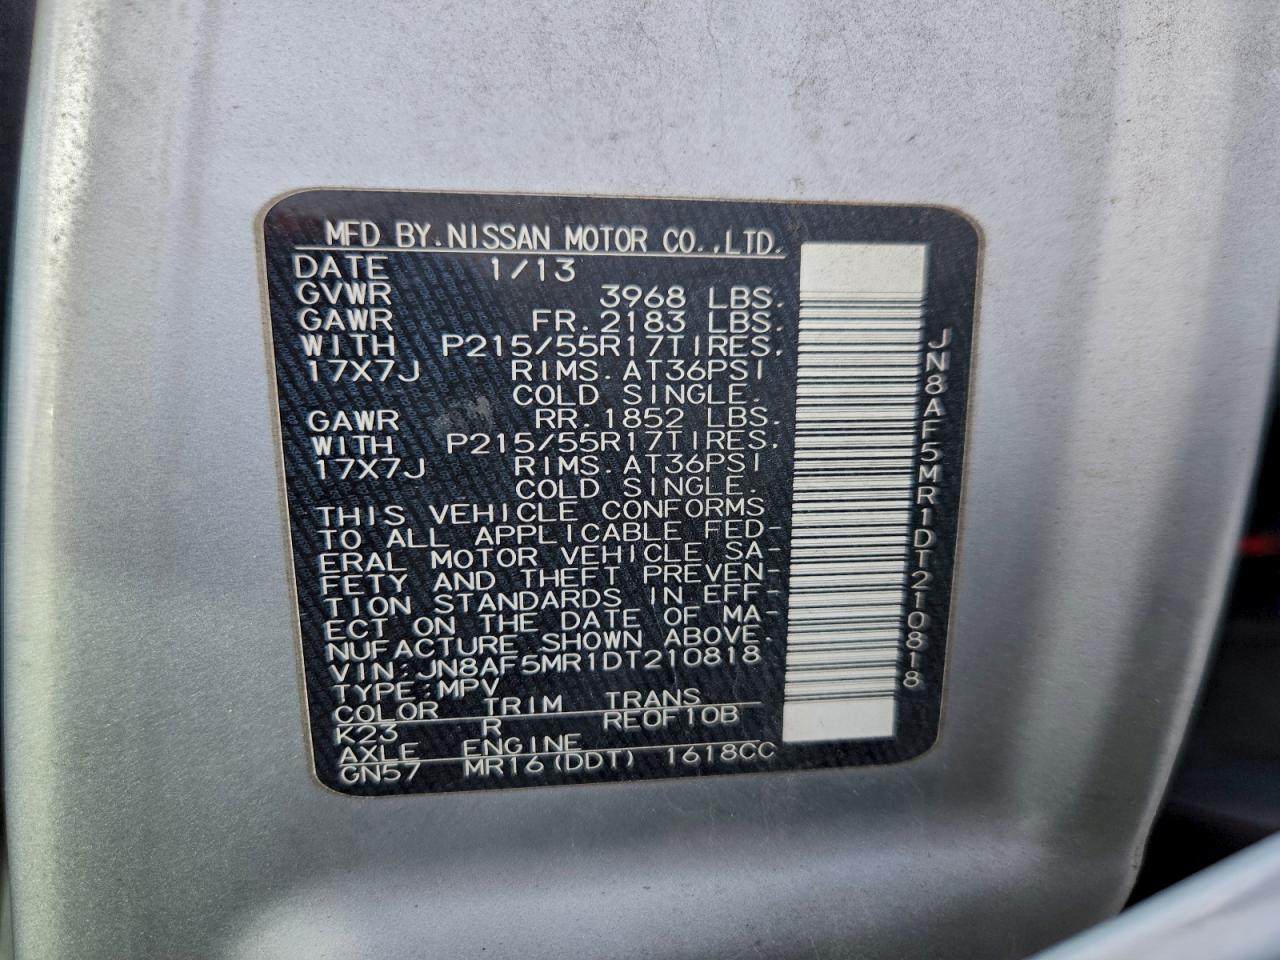 MFD BY.NISSAN MOTOR CO.,LTD.
DATE 1/13
GVWR 3968 LBS.
GAWR FR.2183 LBS.
WITH P215/55R17TIRES.
17X7J RIMS.AT36PSI
COLD SINGLE.
GAWR RR.1852 LBS.
WITH P215/55R17TIRES.
17X7J RIMS.AT36PSI
COLD SINGLE.
THIS VEHICLE CONFORMS
TO ALL APPLICABLE FED-
ERAL MOTOR VEHICLE SA-
FETY AND THEFT PREVEN-
TION STANDARDS IN EFF-
ECT ON THE DATE OF MA-
NUFACTURE SHOWN ABOVE.
VIN:JN8AF5MR1DT210818
TYPE:MPV
COLOR TRIM TRANS
K23 R RE0F10B
AXLE ENGINE
GN57 MR16(DDT) 1618CC
JN8AF5MR1DT210818